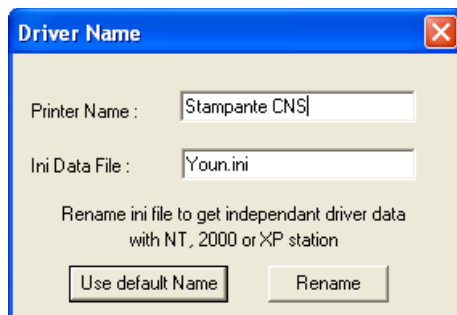 Driver Name
Printer Name : Stampante CNS
Ini Data File : Youn.ini
Rename ini file to get independant driver data
with NT, 2000 or XP station
Use default Name Rename